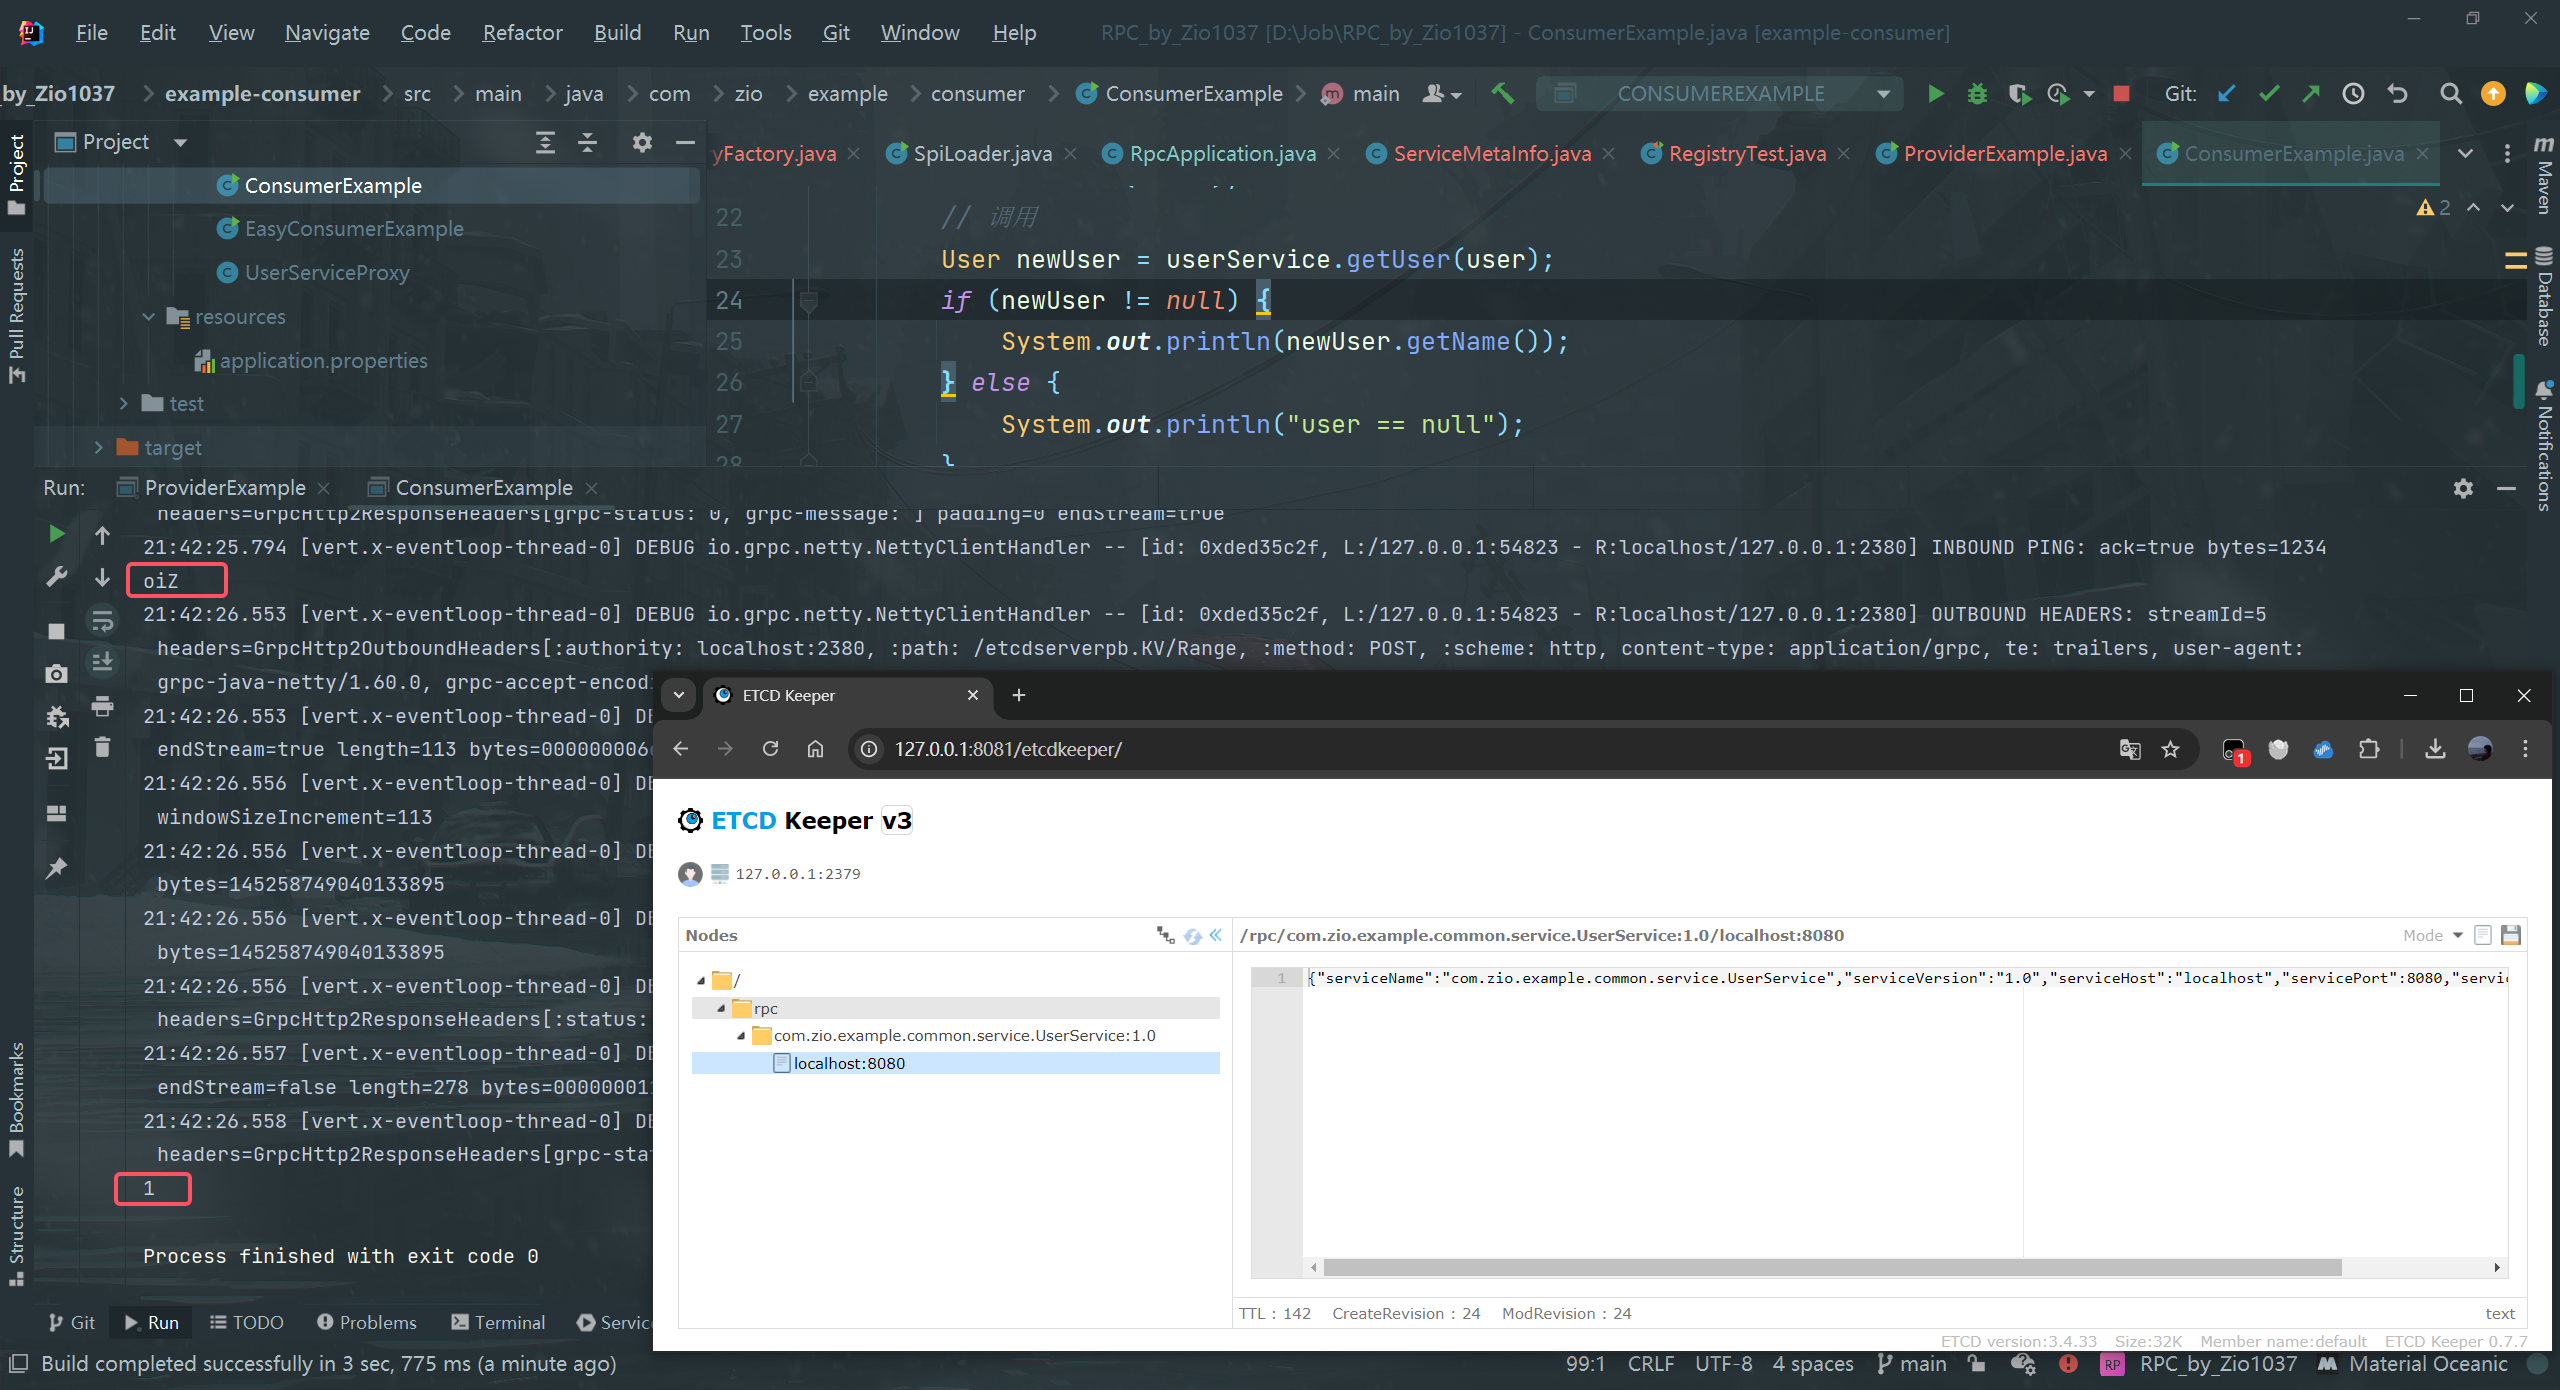 File Edit View Navigate Code Refactor Build Run Tools Git Window Help RPC_by_Zio1037 [D:\Job\RPC_by_Zio1037] - ConsumerExample.java [example-consumer]
by_Zio1037 example-consumer src main java com zio example consumer ConsumerExample main CONSUMEREXAMPLE Git:
Project
yFactory.java SpiLoader.java RpcApplication.java ServiceMetaInfo.java RegistryTest.java ProviderExample.java ConsumerExample.java
Project
Pull Requests
Bookmarks
Structure
Maven
Database
Notifications
ConsumerExample
EasyConsumerExample
UserServiceProxy
resources
application.properties
test
target
2
22 // 调用
23 User newUser = userService.getUser(user);
24 if (newUser != null) {
25 System.out.println(newUser.getName());
26 } else {
27 System.out.println("user == null");
28 }
Run: ProviderExample ConsumerExample
headers=GrpcHttp2ResponseHeaders[grpc-status: 0, grpc-message: ] padding=0 endStream=true
21:42:25.794 [vert.x-eventloop-thread-0] DEBUG io.grpc.netty.NettyClientHandler -- [id: 0xded35c2f, L:/127.0.0.1:54823 - R:localhost/127.0.0.1:2380] INBOUND PING: ack=true bytes=1234
oiZ
21:42:26.553 [vert.x-eventloop-thread-0] DEBUG io.grpc.netty.NettyClientHandler -- [id: 0xded35c2f, L:/127.0.0.1:54823 - R:localhost/127.0.0.1:2380] OUTBOUND HEADERS: streamId=5
headers=GrpcHttp2OutboundHeaders[:authority: localhost:2380, :path: /etcdserverpb.KV/Range, :method: POST, :scheme: http, content-type: application/grpc, te: trailers, user-agent:
grpc-java-netty/1.60.0, grpc-accept-encodi
21:42:26.553 [vert.x-eventloop-thread-0] DE
endStream=true length=113 bytes=000000006
21:42:26.556 [vert.x-eventloop-thread-0] DE
windowSizeIncrement=113
21:42:26.556 [vert.x-eventloop-thread-0] DE
bytes=145258749040133895
21:42:26.556 [vert.x-eventloop-thread-0] DE
bytes=145258749040133895
21:42:26.556 [vert.x-eventloop-thread-0] DE
headers=GrpcHttp2ResponseHeaders[:status:
21:42:26.557 [vert.x-eventloop-thread-0] DE
endStream=false length=278 bytes=00000001
21:42:26.558 [vert.x-eventloop-thread-0] DE
headers=GrpcHttp2ResponseHeaders[grpc-sta
1
Process finished with exit code 0
ETCD Keeper
127.0.0.1:8081/etcdkeeper/
1
ETCD Keeper v3
127.0.0.1:2379
Nodes
/
rpc
com.zio.example.common.service.UserService:1.0
localhost:8080
/rpc/com.zio.example.common.service.UserService:1.0/localhost:8080 Mode
1 {"serviceName":"com.zio.example.common.service.UserService","serviceVersion":"1.0","serviceHost":"localhost","servicePort":8080,"servic
TTL : 142 CreateRevision : 24 ModRevision : 24 text
ETCD version:3.4.33 Size:32K Member name:default ETCD Keeper 0.7.7
Git Run TODO Problems Terminal Servic
Build completed successfully in 3 sec, 775 ms (a minute ago) 99:1 CRLF UTF-8 4 spaces main RP RPC_by_Zio1037 Material Oceanic